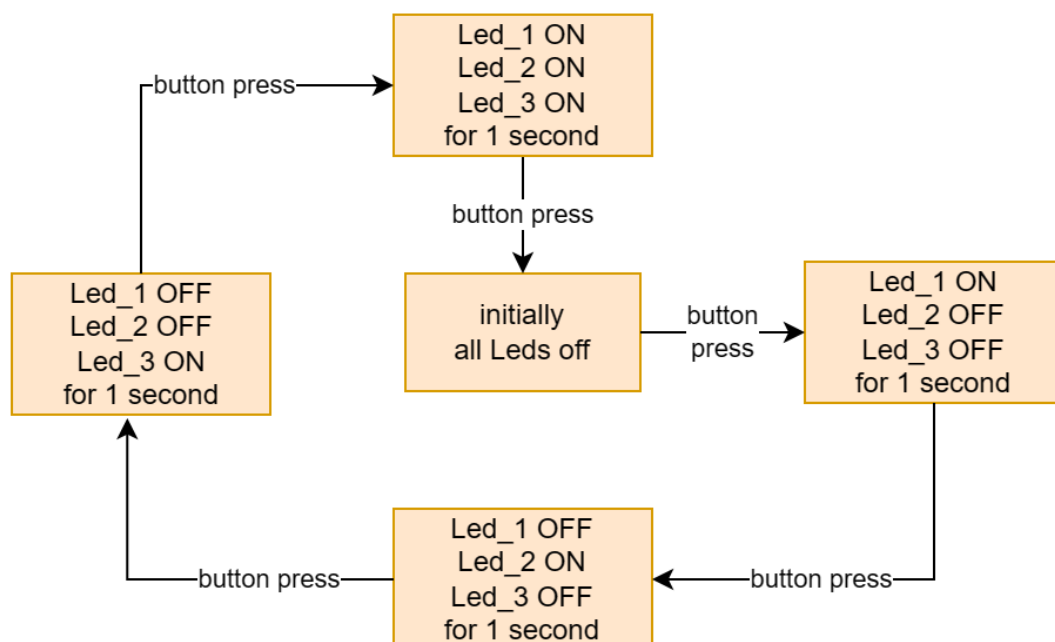 Led_1 ON
Led_2 ON
Led_3 ON
for 1 second
button press
button press
Led_1 OFF
Led_2 OFF
Led_3 ON
for 1 second
initially
all Leds off
button
press
Led_1 ON
Led_2 OFF
Led_3 OFF
for 1 second
Led_1 OFF
Led_2 ON
Led_3 OFF
for 1 second
button press
button press